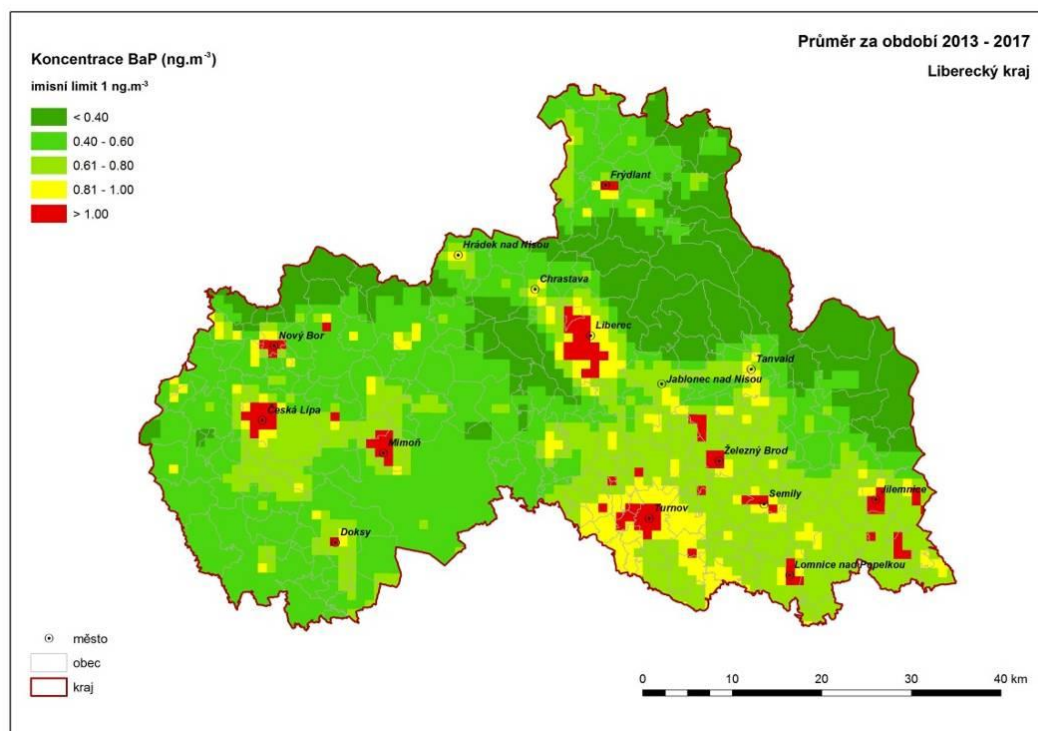 Průměr za období 2013 - 2017
Liberecký kraj
Koncentrace BaP (ng.m⁻³)
imisní limit 1 ng.m⁻³
< 0.40
0.40 - 0.60
0.61 - 0.80
0.81 - 1.00
> 1.00
Frýdlant
Hrádek nad Nisou
Chrastava
Liberec
Nový Bor
Tanvald
Jablonec nad Nisou
Česká Lípa
Mimoň
Železný Brod
Jilemnice
Semily
Turnov
Doksy
Lomnice nad Popelkou
město
obec
kraj
0 10 20 30 40 km